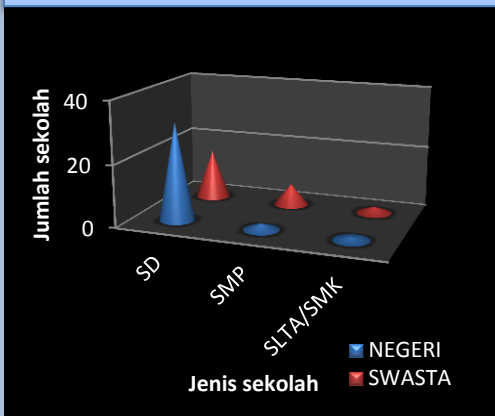 Jumlah sekolah
40
20
0
SD
SMP
SLTA/SMK
Jenis sekolah
NEGERI
SWASTA